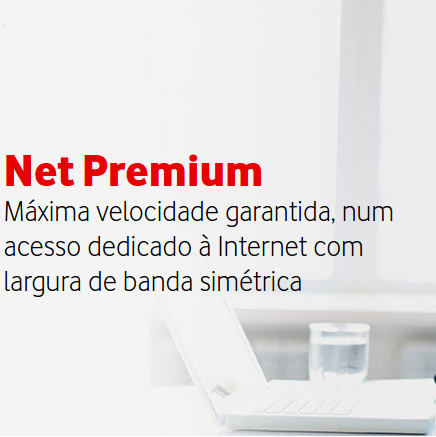 Net Premium
Máxima velocidade garantida, num
acesso dedicado à Internet com
largura de banda simétrica